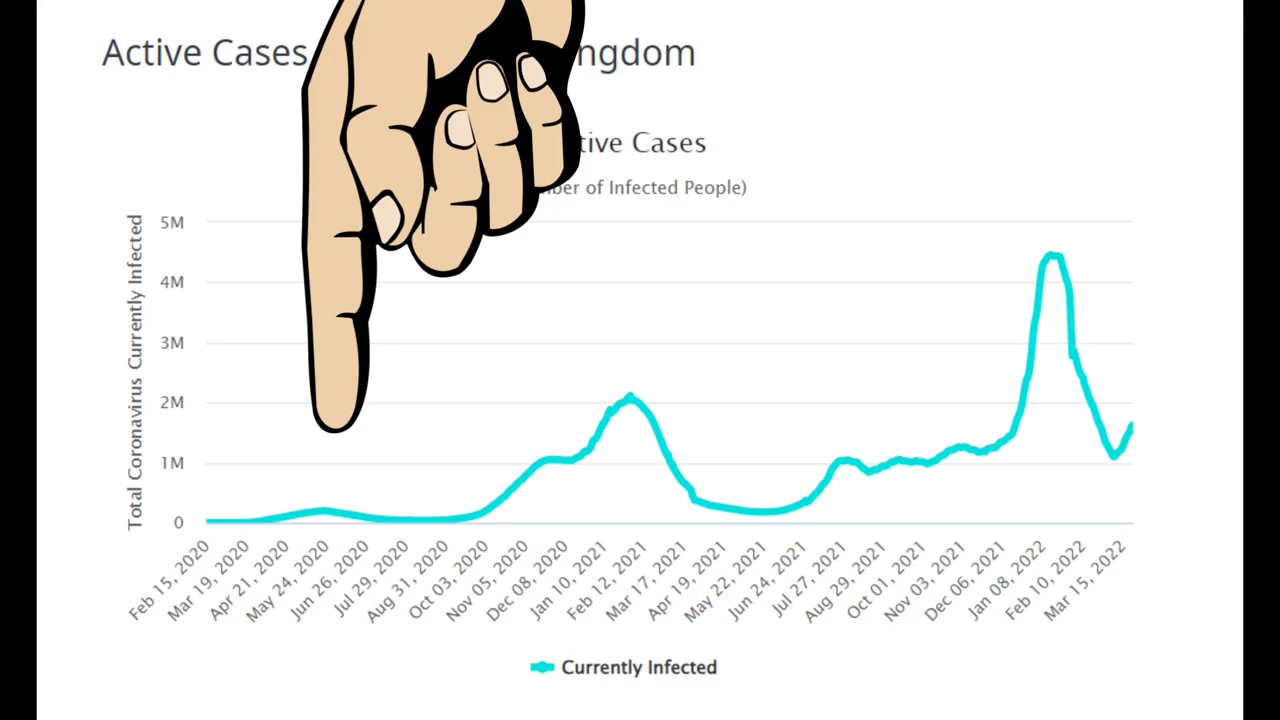 Active Cases ngdom
tive Cases
ber of Infected People)
Total Coronavirus Currently Infected
5M
4M
3M
2M
1M
0
Feb 15, 2020
Mar 19, 2020
Apr 21, 2020
May 24, 2020
Jun 26, 2020
Jul 29, 2020
Aug 31, 2020
Oct 03, 2020
Nov 05, 2020
Dec 08, 2020
Jan 10, 2021
Feb 12, 2021
Mar 17, 2021
Apr 19, 2021
May 22, 2021
Jun 24, 2021
Jul 27, 2021
Aug 29, 2021
Oct 01, 2021
Nov 03, 2021
Dec 06, 2021
Jan 08, 2022
Feb 10, 2022
Mar 15, 2022
Currently Infected